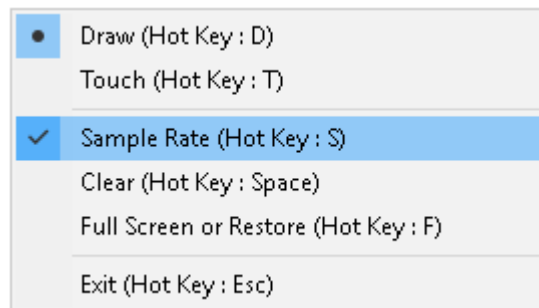 Draw (Hot Key : D)
Touch (Hot Key : T)
Sample Rate (Hot Key : S)
Clear (Hot Key : Space)
Full Screen or Restore (Hot Key : F)
Exit (Hot Key : Esc)